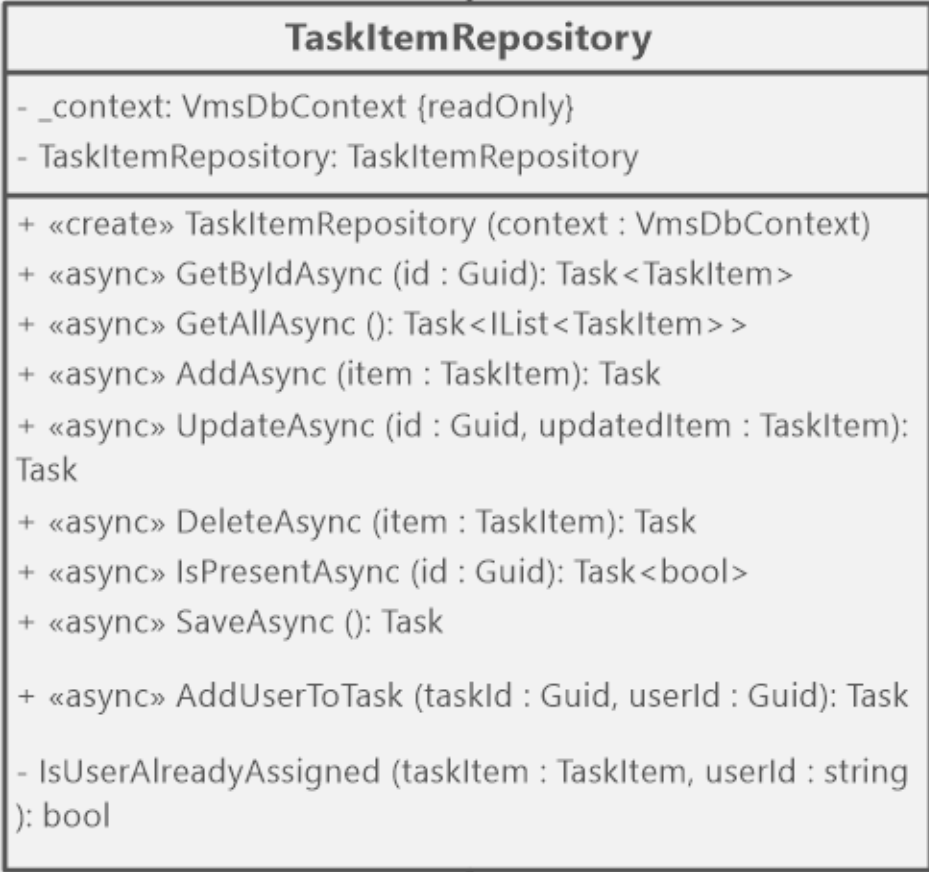 TaskItemRepository
- _context: VmsDbContext {readOnly}
- TaskItemRepository: TaskItemRepository
+ «create» TaskItemRepository (context : VmsDbContext)
+ «async» GetByIdAsync (id : Guid): Task<TaskItem>
+ «async» GetAllAsync (): Task<IList<TaskItem>>
+ «async» AddAsync (item : TaskItem): Task
+ «async» UpdateAsync (id : Guid, updatedItem : TaskItem):
Task
+ «async» DeleteAsync (item : TaskItem): Task
+ «async» IsPresentAsync (id : Guid): Task<bool>
+ «async» SaveAsync (): Task
+ «async» AddUserToTask (taskId : Guid, userId : Guid): Task
- IsUserAlreadyAssigned (taskItem : TaskItem, userId : string
): bool